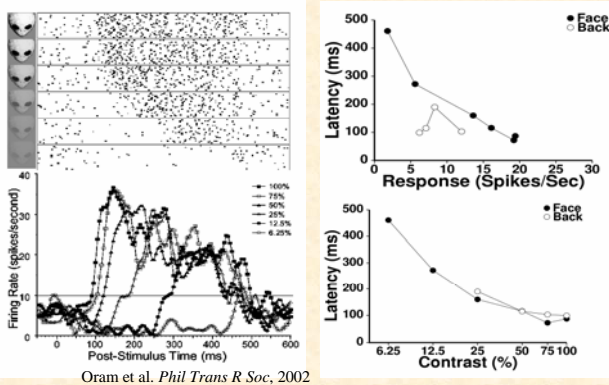 40
30
20
10
0
Firing Rate (spikes/second)
100%
75%
50%
25%
12.5%
6.25%
0 100 200 300 400 500 600
Post-Stimulus Time (ms)
Oram et al. Phil Trans R Soc, 2002
Face
Back
500
400
300
200
100
0
Latency (ms)
0 5 10 15 20 25 30
Response (Spikes/Sec)
Face
Back
500
400
300
200
100
0
Latency (ms)
6.25 12.5 25 50 75 100
Contrast (%)